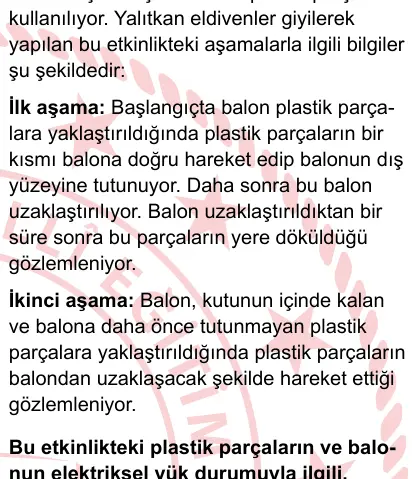 kullanılıyor. Yalıtkan eldivenler giyilerek
yapılan bu etkinlikteki aşamalarla ilgili bilgiler
şu şekildedir:
İlk aşama: Başlangıçta balon plastik parça-
lara yaklaştırıldığında plastik parçaların bir
kısmı balona doğru hareket edip balonun dış
yüzeyine tutunuyor. Daha sonra bu balon
uzaklaştırılıyor. Balon uzaklaştırıldıktan bir
süre sonra bu parçaların yere döküldüğü
gözlemleniyor.
İkinci aşama: Balon, kutunun içinde kalan
ve balona daha önce tutunmayan plastik
parçalara yaklaştırıldığında plastik parçaların
balondan uzaklaşacak şekilde hareket ettiği
gözlemleniyor.
Bu etkinlikteki plastik parçaların ve balo-
nun elektriksel yük durumuyla ilgili,